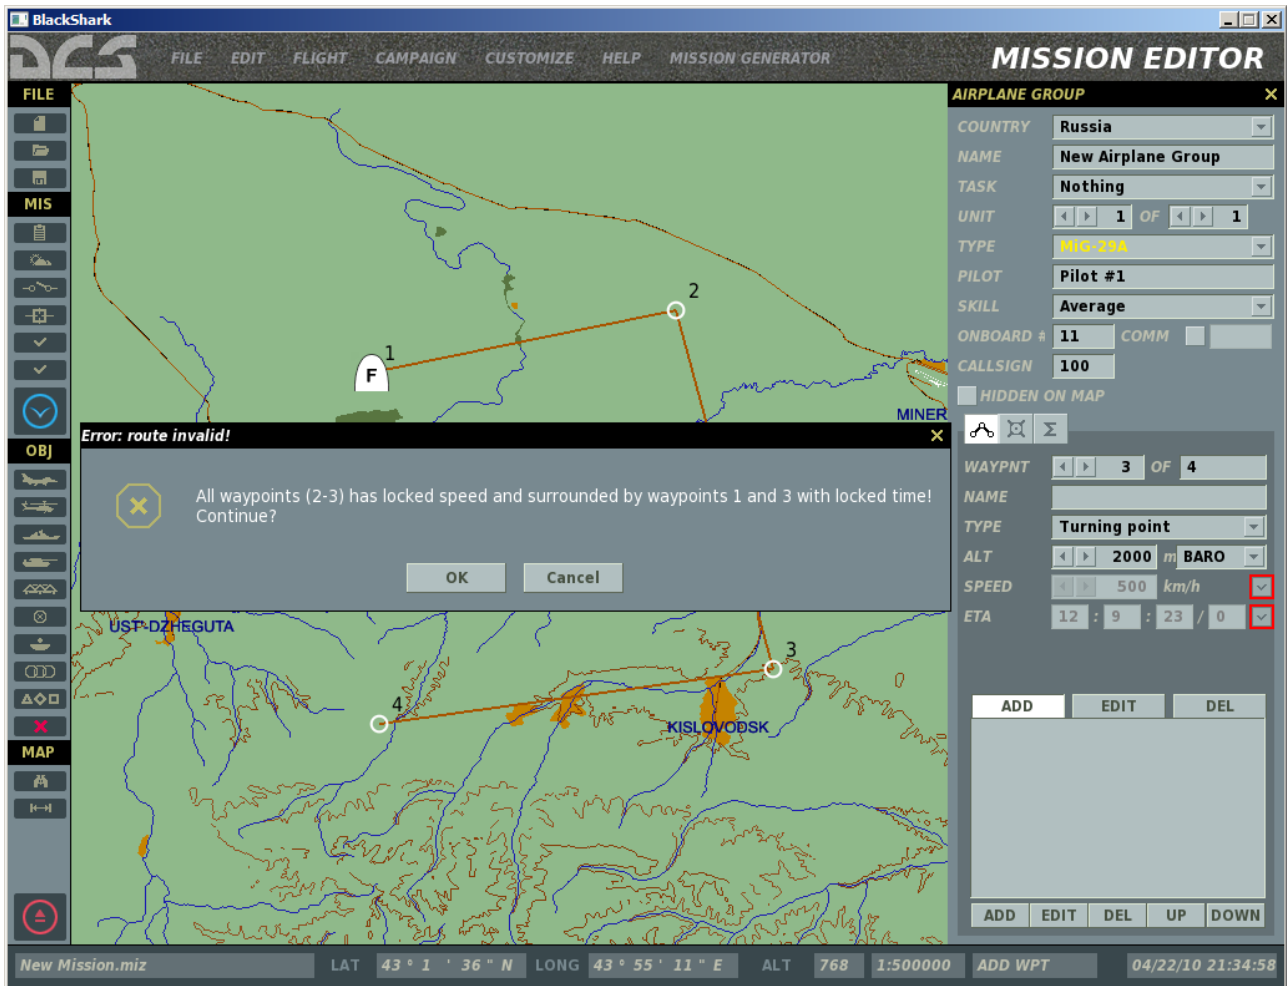 BlackShark
DCS FILE EDIT FLIGHT CAMPAIGN CUSTOMIZE HELP MISSION GENERATOR MISSION EDITOR
FILE
MIS
OBJ
MAP
1
F
2
MINER
3
4
UST'-DZHEGUTA
KISLOVODSK
Error: route invalid!
All waypoints (2-3) has locked speed and surrounded by waypoints 1 and 3 with locked time!
Continue?
OK Cancel
AIRPLANE GROUP
COUNTRY Russia
NAME New Airplane Group
TASK Nothing
UNIT 1 OF 1
TYPE MiG-29A
PILOT Pilot #1
SKILL Average
ONBOARD # 11 COMM
CALLSIGN 100
HIDDEN ON MAP
Σ
WAYPNT 3 OF 4
NAME
TYPE Turning point
ALT 2000 m BARO
SPEED 500 km/h
ETA 12 : 9 : 23 / 0
ADD EDIT DEL
ADD EDIT DEL UP DOWN
New Mission.miz LAT 43 ° 1 ' 36 " N LONG 43 ° 55 ' 11 " E ALT 768 1:500000 ADD WPT 04/22/10 21:34:58